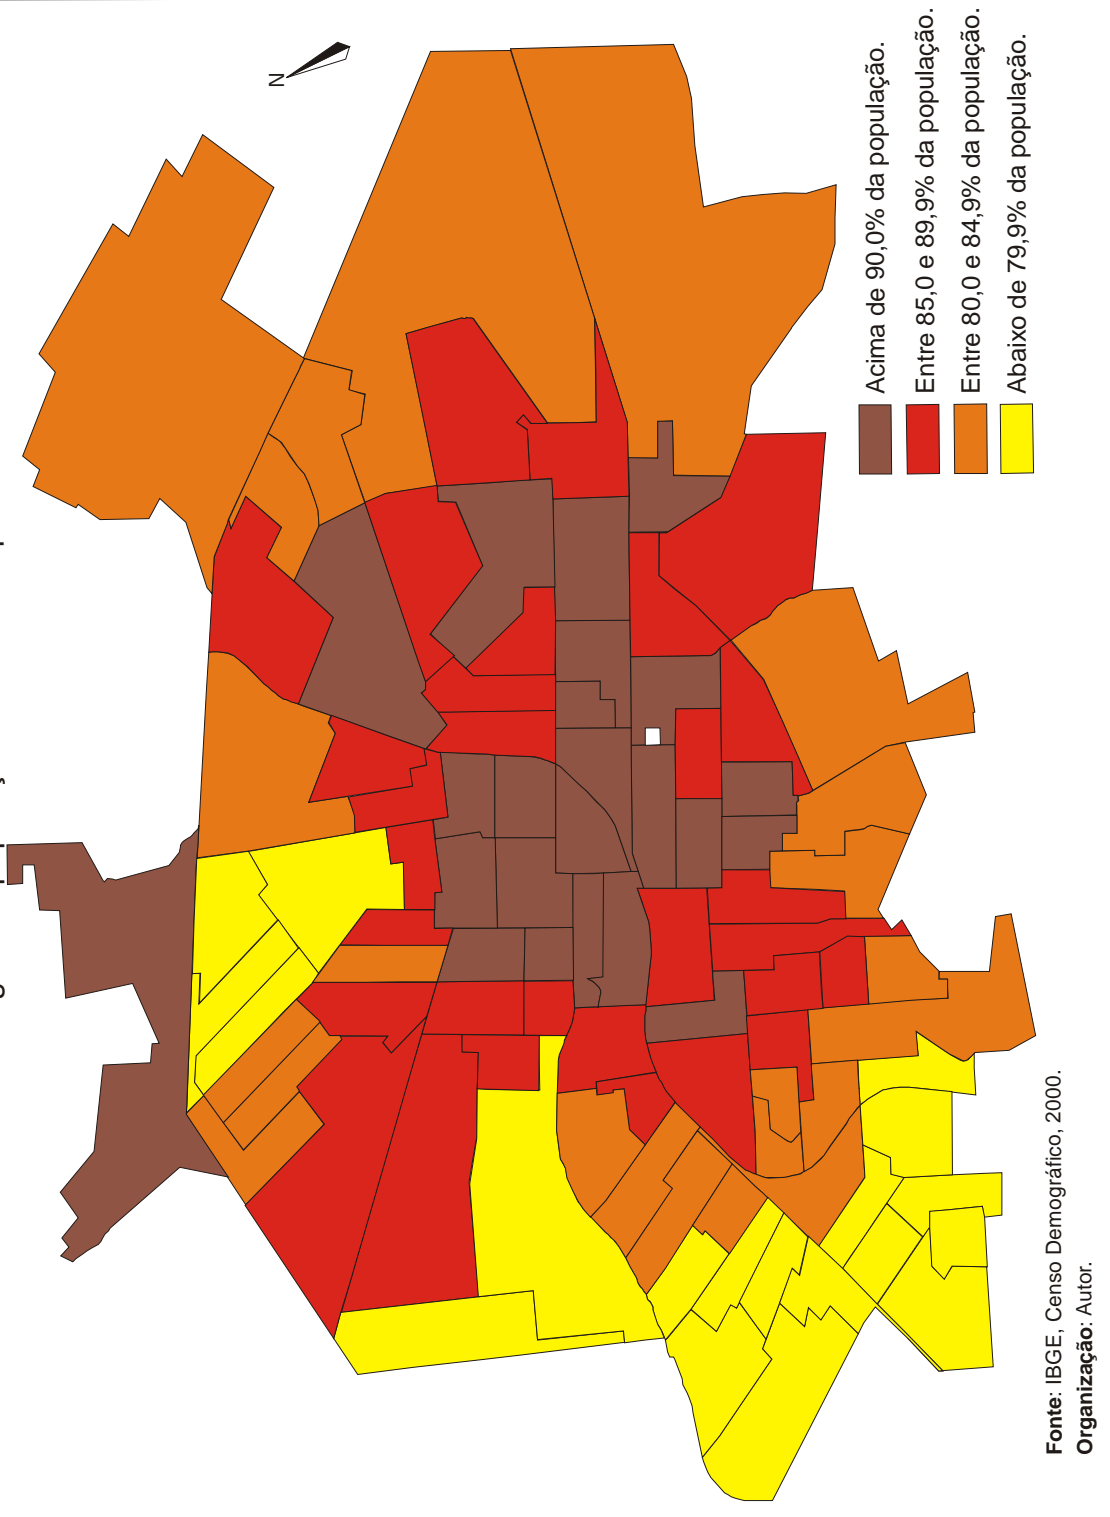 N
Acima de 90,0% da população.
Entre 85,0 e 89,9% da população.
Entre 80,0 e 84,9% da população.
Abaixo de 79,9% da população.
Fonte: IBGE, Censo Demográfico, 2000.
Organização: Autor.